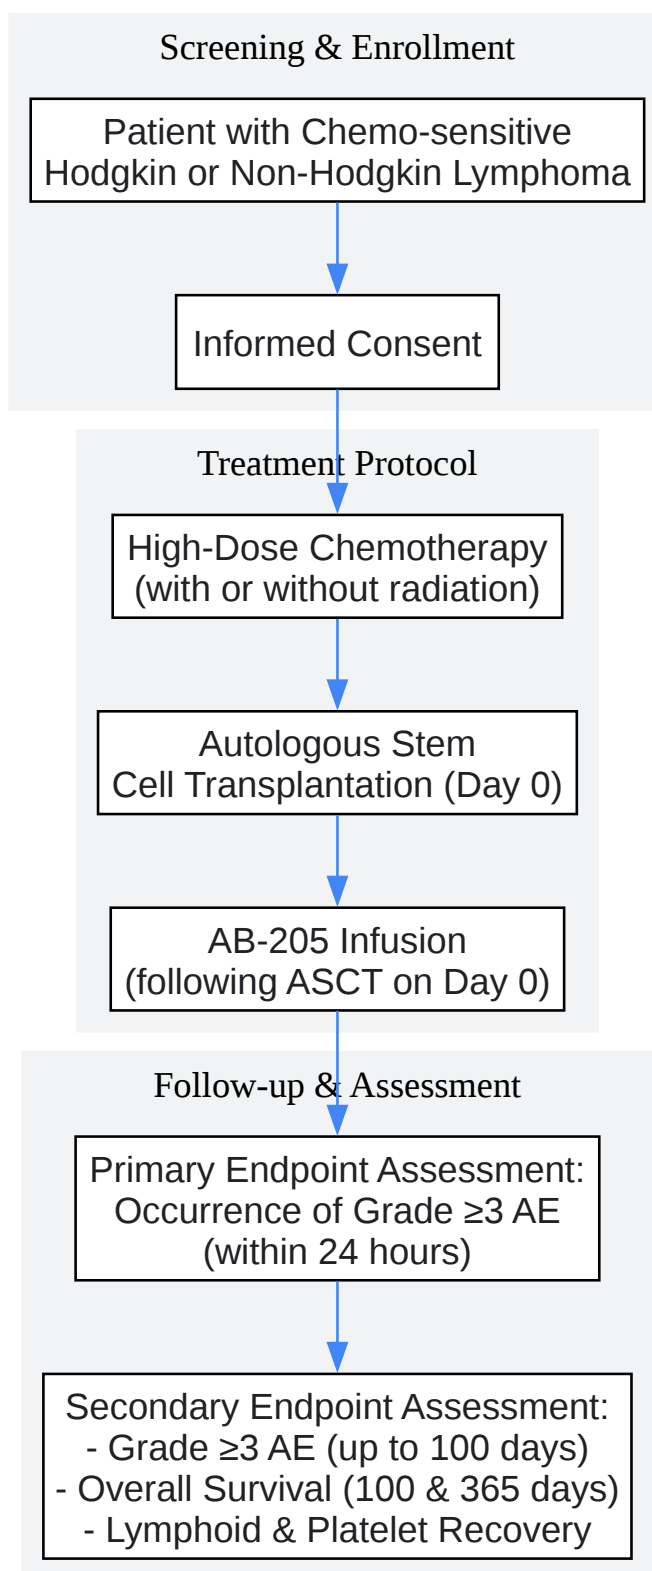 Screening & Enrollment
Patient with Chemo-sensitive
Hodgkin or Non-Hodgkin Lymphoma
Informed Consent
Treatment Protocol
High-Dose Chemotherapy
(with or without radiation)
Autologous Stem
Cell Transplantation (Day 0)
AB-205 Infusion
(following ASCT on Day 0)
Follow-up & Assessment
Primary Endpoint Assessment:
Occurrence of Grade ≥3 AE
(within 24 hours)
Secondary Endpoint Assessment:
- Grade ≥3 AE (up to 100 days)
- Overall Survival (100 & 365 days)
- Lymphoid & Platelet Recovery